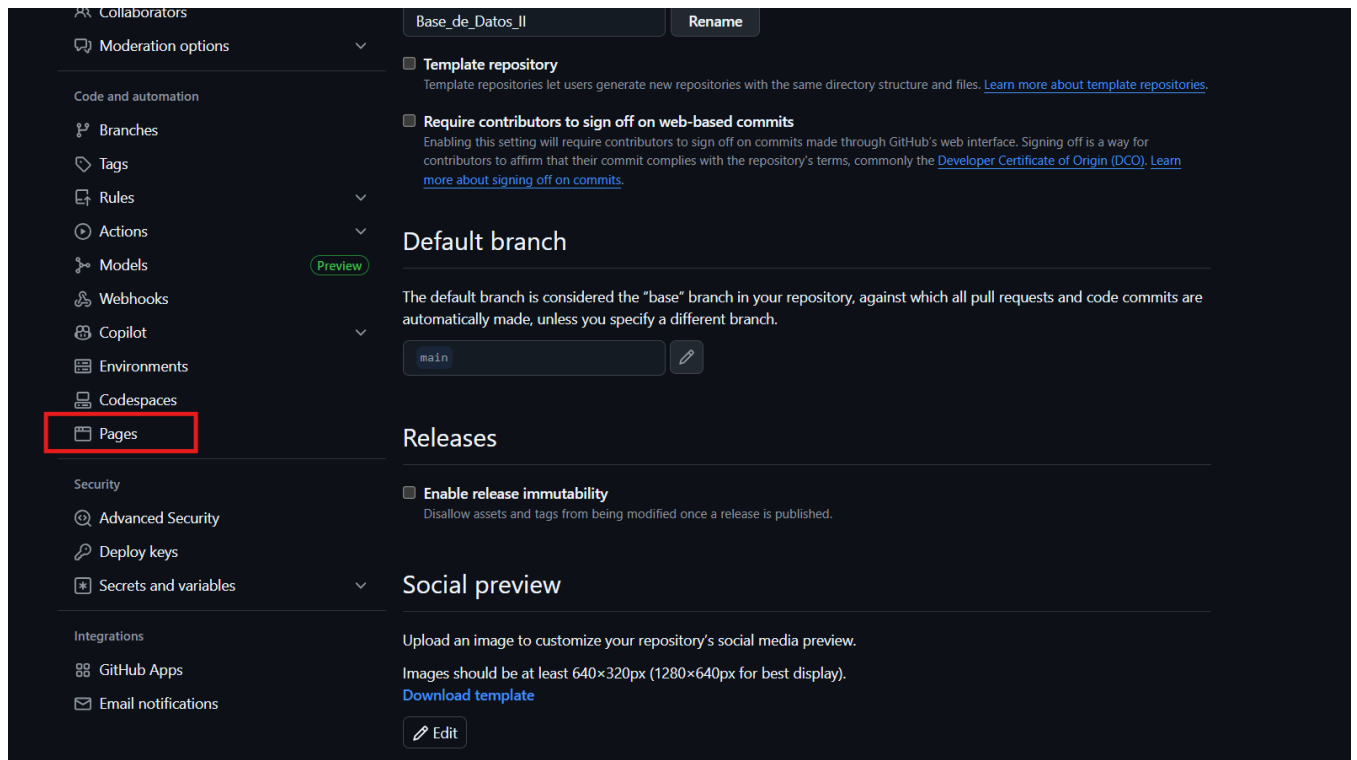 Collaborators
Moderation options
Code and automation
Branches
Tags
Rules
Actions
Models
Preview
Webhooks
Copilot
Environments
Codespaces
Pages
Security
Advanced Security
Deploy keys
Secrets and variables
Integrations
GitHub Apps
Email notifications
Base_de_Datos_II
Rename
Template repository
Template repositories let users generate new repositories with the same directory structure and files. Learn more about template repositories.
Require contributors to sign off on web-based commits
Enabling this setting will require contributors to sign off on commits made through GitHub's web interface. Signing off is a way for
contributors to affirm that their commit complies with the repository's terms, commonly the Developer Certificate of Origin (DCO). Learn
more about signing off on commits.
Default branch
The default branch is considered the “base” branch in your repository, against which all pull requests and code commits are
automatically made, unless you specify a different branch.
main
Releases
Enable release immutability
Disallow assets and tags from being modified once a release is published.
Social preview
Upload an image to customize your repository's social media preview.
Images should be at least 640×320px (1280×640px for best display).
Download template
Edit